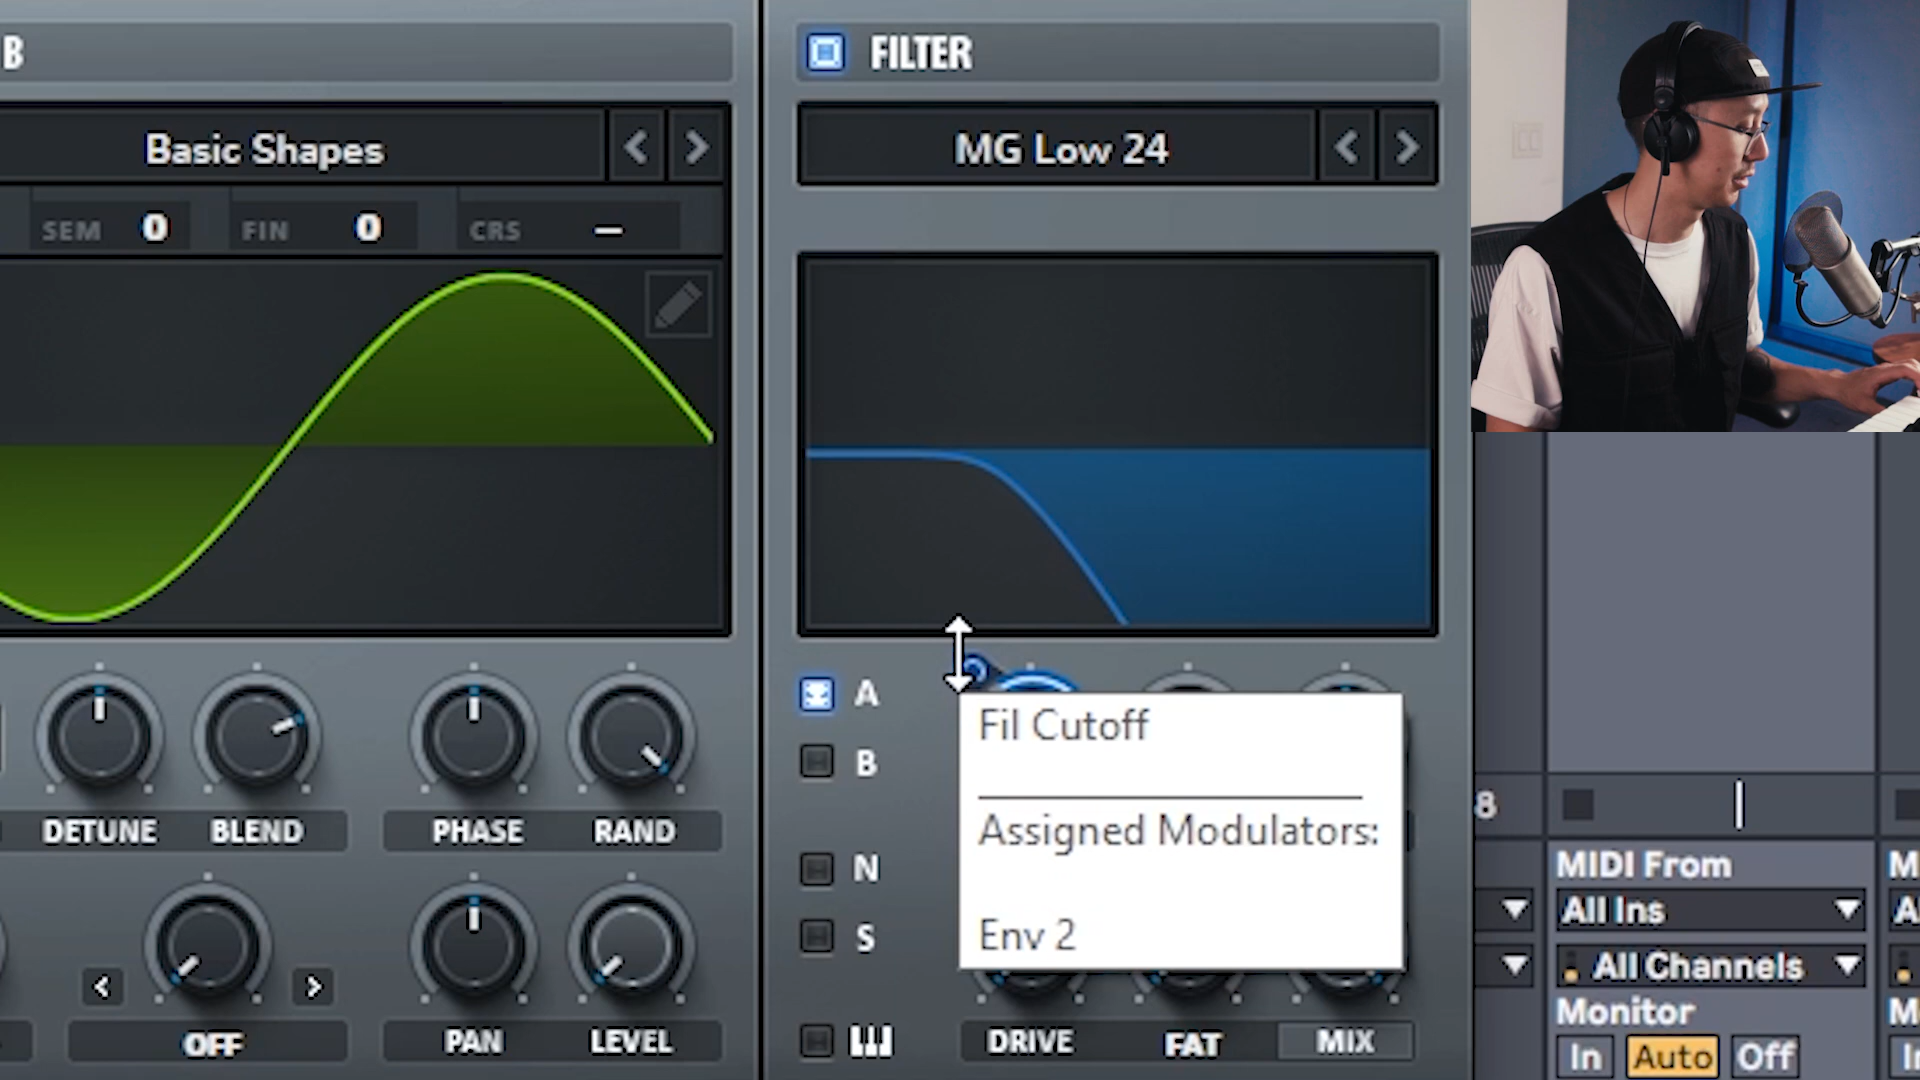 B
FILTER
Basic Shapes
MG Low 24
SEM 0 FIN 0 CRS –
A
B
N
S
Fil Cutoff
Assigned Modulators:
Env 2
DETUNE BLEND PHASE RAND
OFF PAN LEVEL
DRIVE FAT MIX
8
MIDI From
All Ins
All Channels
Monitor
In Auto Off